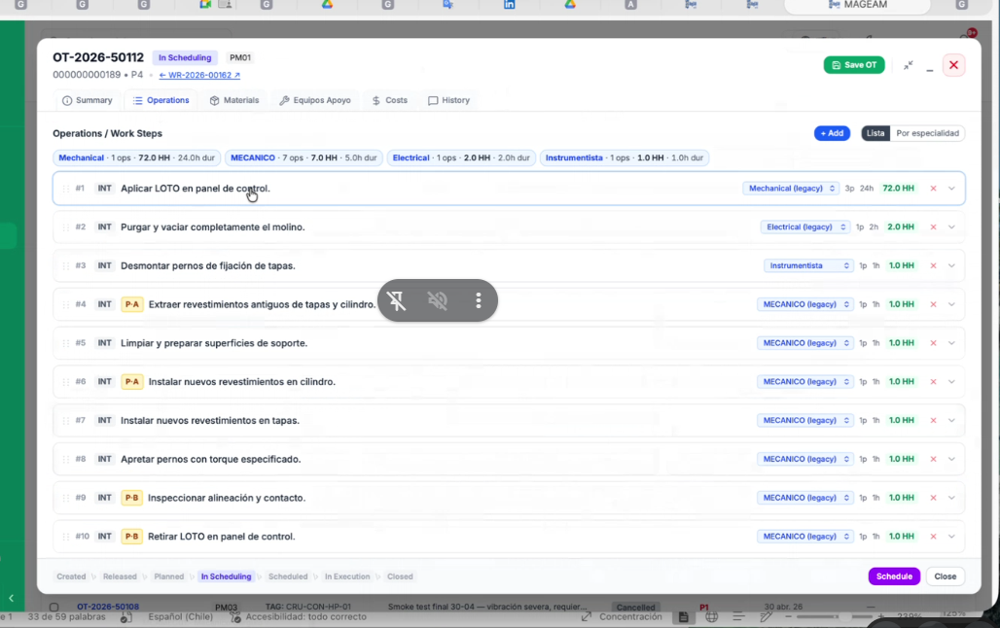 MAGEAM
OT-2026-50112 In Scheduling PM01
000000000189 • P4 • ← WR-2026-00162 ↗
Save OT
Summary Operations Materials Equipos Apoyo Costs History
Operations / Work Steps
+ Add Lista Por especialidad
Mechanical · 1 ops · 72.0 HH · 24.0h dur MECANICO · 7 ops · 7.0 HH · 5.0h dur Electrical · 1 ops · 2.0 HH · 2.0h dur Instrumentista · 1 ops · 1.0 HH · 1.0h dur
#1 INT Aplicar LOTO en panel de control. Mechanical (legacy) 3p 24h 72.0 HH
#2 INT Purgar y vaciar completamente el molino. Electrical (legacy) 1p 2h 2.0 HH
#3 INT Desmontar pernos de fijación de tapas. Instrumentista 1p 1h 1.0 HH
#4 INT P·A Extraer revestimientos antiguos de tapas y cilindro. MECANICO (legacy) 1p 1h 1.0 HH
#5 INT Limpiar y preparar superficies de soporte. MECANICO (legacy) 1p 1h 1.0 HH
#6 INT P·A Instalar nuevos revestimientos en cilindro. MECANICO (legacy) 1p 1h 1.0 HH
#7 INT Instalar nuevos revestimientos en tapas. MECANICO (legacy) 1p 1h 1.0 HH
#8 INT Apretar pernos con torque especificado. MECANICO (legacy) 1p 1h 1.0 HH
#9 INT P·B Inspeccionar alineación y contacto. MECANICO (legacy) 1p 1h 1.0 HH
#10 INT P·B Retirar LOTO en panel de control. MECANICO (legacy) 1p 1h 1.0 HH
Created Released Planned In Scheduling Scheduled In Execution Closed
Schedule Close
OT-2026-50108 PM03 TAG: CRU-CON-HP-01 Smoke test final 30-04 — vibración severa, requier... Cancelled P1 30 abr. 26
33 de 59 palabras Español (Chile) Accesibilidad: todo correcto Concentración